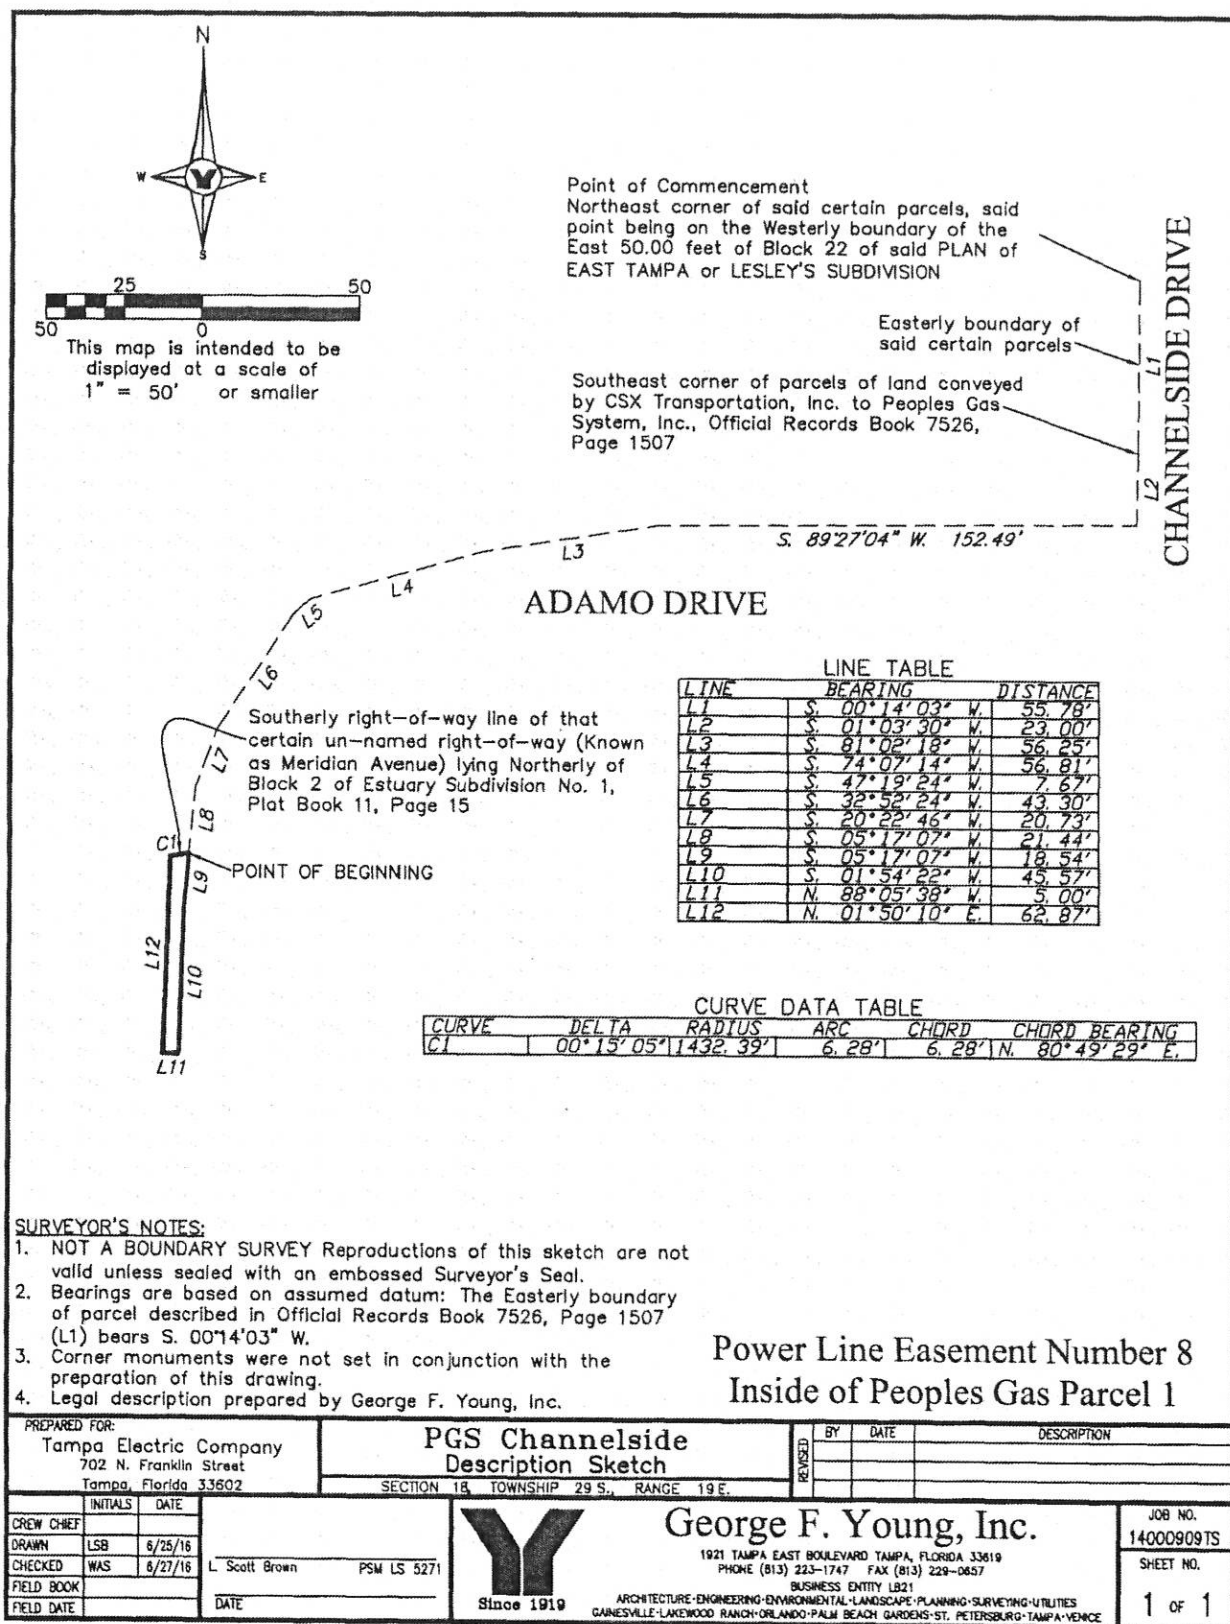 N
W
E
S
25
50
50
0
This map is intended to be
displayed at a scale of
1" = 50' or smaller
Point of Commencement
Northeast corner of said certain parcels, said
point being on the Westerly boundary of the
East 50.00 feet of Block 22 of said PLAN of
EAST TAMPA or LESLEY'S SUBDIVISION
Easterly boundary of
said certain parcels
Southeast corner of parcels of land conveyed
by CSX Transportation, Inc. to Peoples Gas
System, Inc., Official Records Book 7526,
Page 1507
L1
L2
CHANNELSIDE DRIVE
S. 89°27'04" W. 152.49'
L3
L4
L5
L6
ADAMO DRIVE
Southerly right-of-way line of that
certain un-named right-of-way (Known
as Meridian Avenue) lying Northerly of
Block 2 of Estuary Subdivision No. 1,
Plat Book 11, Page 15
L7
L8
C1
L9
POINT OF BEGINNING
L12
L10
L11
LINE TABLE
LINE BEARING DISTANCE
L1 S. 00°14'03" W. 55.78'
L2 S. 01°03'30" W. 23.00'
L3 S. 81°02'18" W. 56.25'
L4 S. 74°07'14" W. 56.81'
L5 S. 47°19'24" W. 7.67'
L6 S. 32°52'24" W. 43.30'
L7 S. 20°22'46" W. 20.73'
L8 S. 05°17'07" W. 21.44'
L9 S. 05°17'07" W. 18.54'
L10 S. 01°54'22" W. 45.57'
L11 N. 88°05'38" W. 5.00'
L12 N. 01°50'10" E. 62.87'
CURVE DATA TABLE
CURVE DELTA RADIUS ARC CHORD CHORD BEARING
C1 00°15'05" 1432.39' 6.28' 6.28' N. 80°49'29" E.
SURVEYOR'S NOTES:
1. NOT A BOUNDARY SURVEY Reproductions of this sketch are not
valid unless sealed with an embossed Surveyor's Seal.
2. Bearings are based on assumed datum: The Easterly boundary
of parcel described in Official Records Book 7526, Page 1507
(L1) bears S. 00°14'03" W.
3. Corner monuments were not set in conjunction with the
preparation of this drawing.
4. Legal description prepared by George F. Young, Inc.
Power Line Easement Number 8
Inside of Peoples Gas Parcel 1
PREPARED FOR:
Tampa Electric Company
702 N. Franklin Street
Tampa, Florida 33602
PGS Channelside
Description Sketch
SECTION 18, TOWNSHIP 29 S., RANGE 19 E.
REVISED
BY DATE DESCRIPTION
INITIALS DATE
CREW CHIEF
DRAWN LSB 6/25/16
CHECKED WAS 6/27/16
FIELD BOOK
FIELD DATE
L. Scott Brown PSM LS 5271
DATE
Since 1919
George F. Young, Inc.
1921 TAMPA EAST BOULEVARD TAMPA, FLORIDA 33619
PHONE (813) 223-1747 FAX (813) 229-0657
BUSINESS ENTITY LB21
ARCHITECTURE·ENGINEERING·ENVIRONMENTAL·LANDSCAPE·PLANNING·SURVEYING·UTILITIES
GAINESVILLE·LAKEWOOD RANCH·ORLANDO·PALM BEACH GARDENS·ST. PETERSBURG·TAMPA·VENICE
JOB NO.
14000909TS
SHEET NO.
1 OF 1